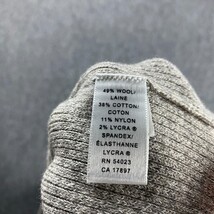 49% WOOL/
LAINE
38% COTTON/
COTON
11% NYLON
2% LYCRA ®
SPANDEX/
ELASTHANNE
LYCRA ®
RN 54023
CA 17897